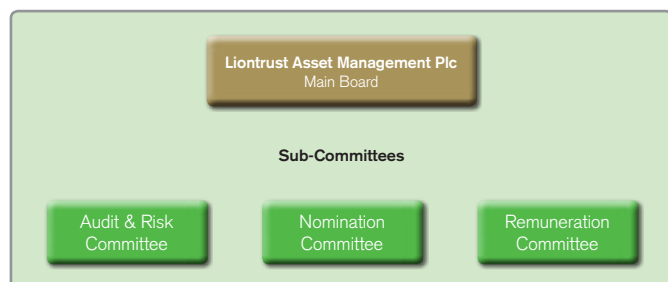 Liontrust Asset Management Plc
Main Board
Sub-Committees
Audit & Risk
Committee
Nomination
Committee
Remuneration
Committee